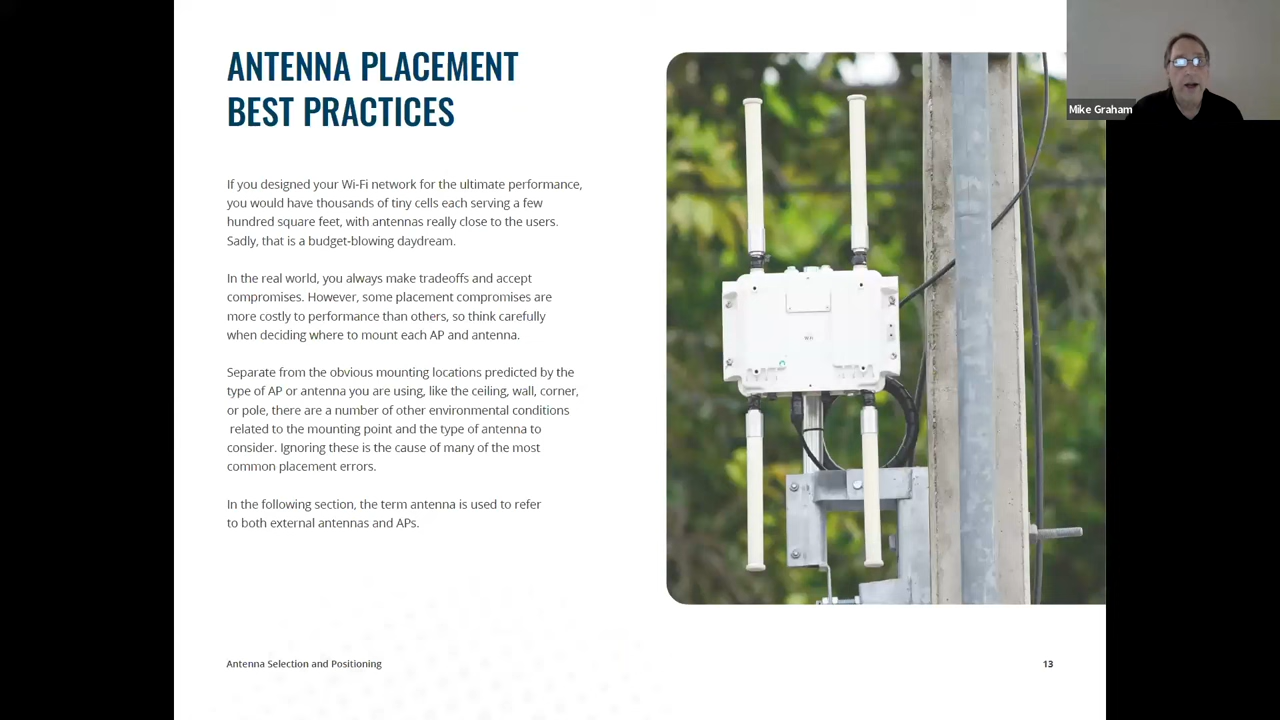 ANTENNA PLACEMENT
BEST PRACTICES
If you designed your Wi-Fi network for the ultimate performance,
you would have thousands of tiny cells each serving a few
hundred square feet, with antennas really close to the users.
Sadly, that is a budget-blowing daydream.
In the real world, you always make tradeoffs and accept
compromises. However, some placement compromises are
more costly to performance than others, so think carefully
when deciding where to mount each AP and antenna.
Separate from the obvious mounting locations predicted by the
type of AP or antenna you are using, like the ceiling, wall, corner,
or pole, there are a number of other environmental conditions
related to the mounting point and the type of antenna to
consider. Ignoring these is the cause of many of the most
common placement errors.
In the following section, the term antenna is used to refer
to both external antennas and APs.
Antenna Selection and Positioning
13
Mike Graham